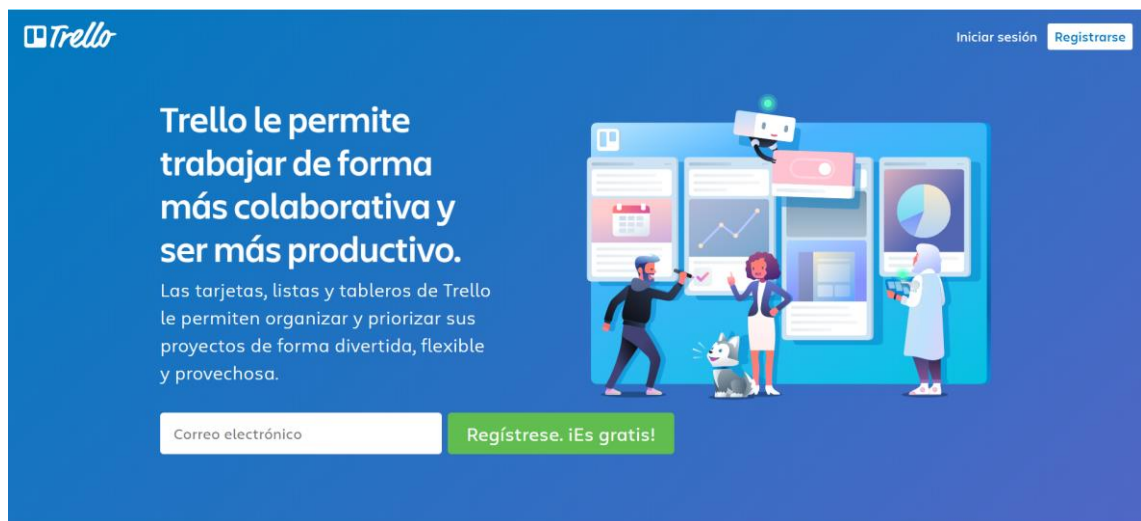 Trello
Iniciar sesión
Registrarse
Trello le permite
trabajar de forma
más colaborativa y
ser más productivo.
Las tarjetas, listas y tableros de Trello
le permiten organizar y priorizar sus
proyectos de forma divertida, flexible
y provechosa.
Correo electrónico
Regístrese. ¡Es gratis!